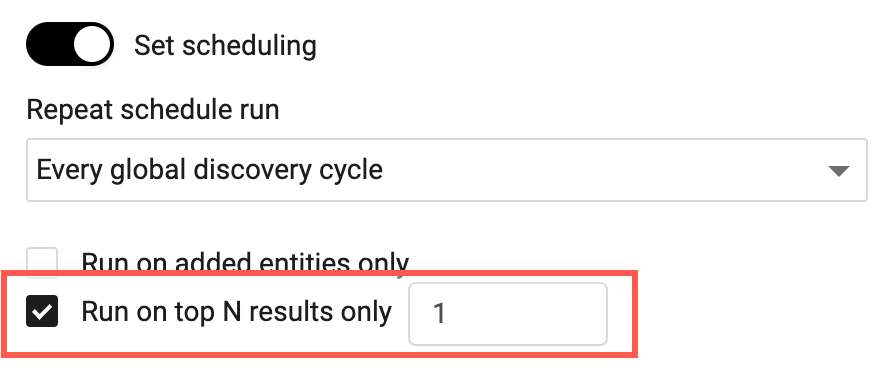 Set scheduling
Repeat schedule run
Every global discovery cycle
Run on added entities only
Run on top N results only 1